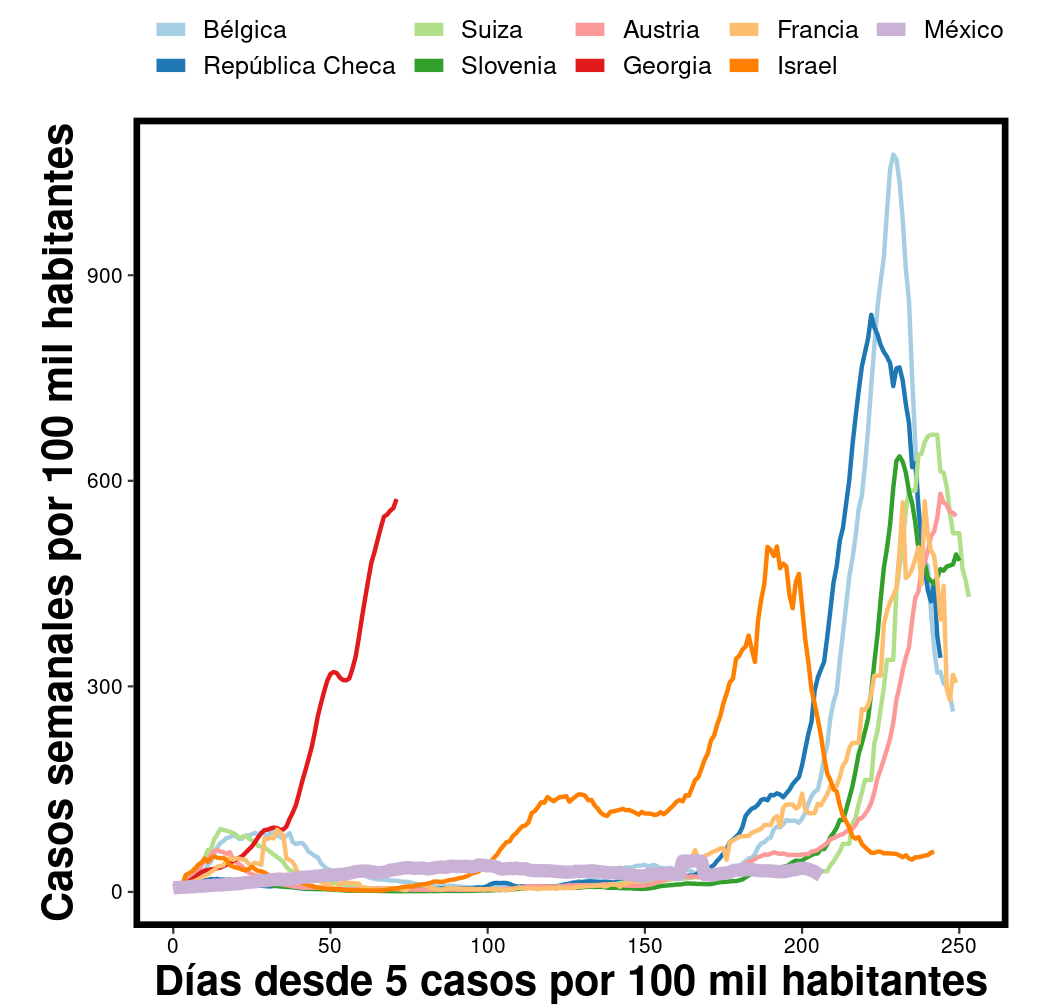 Bélgica Suiza Austria Francia México
República Checa Slovenia Georgia Israel
Casos semanales por 100 mil habitantes
900
600
300
0
0 50 100 150 200 250
Días desde 5 casos por 100 mil habitantes